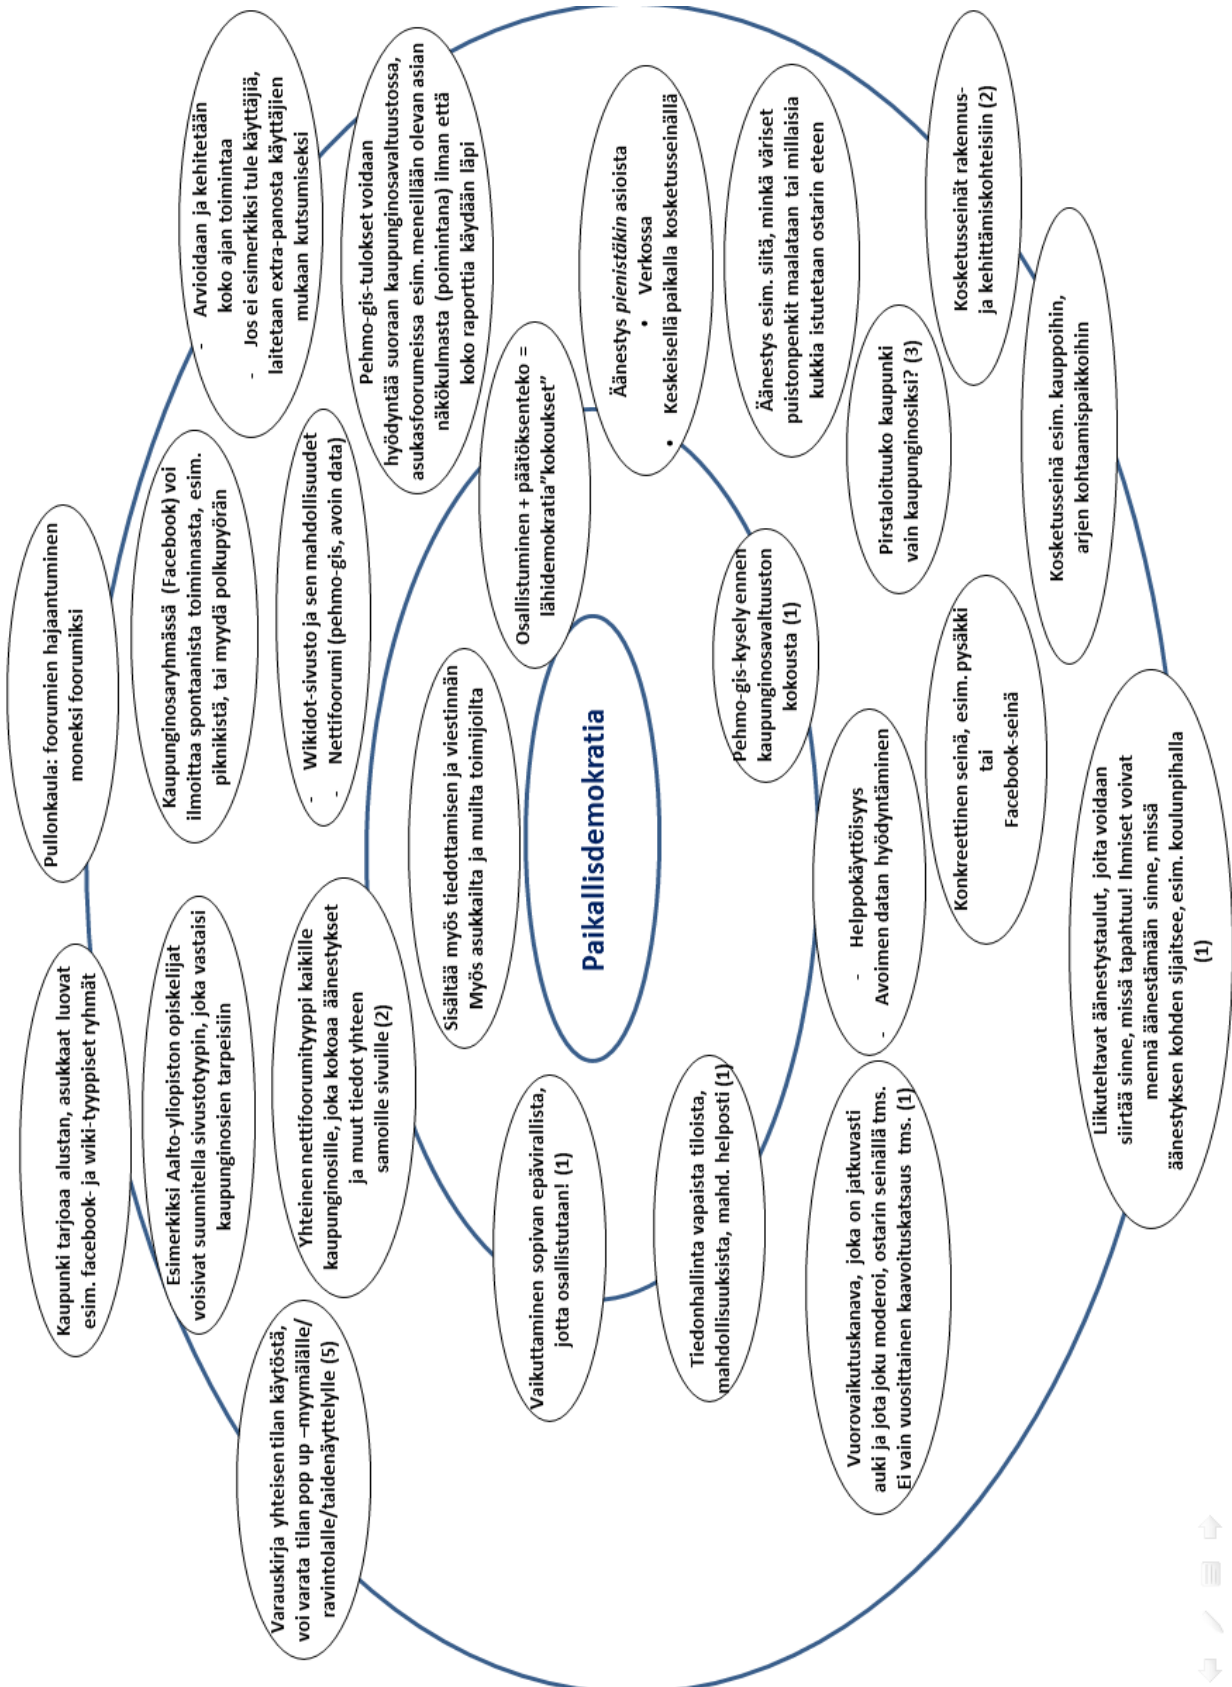 Pullonkaula: foorumien hajaantuminen
moneksi foorumiksi
Kaupunki tarjoaa alustan, asukkaat luovat
esim. facebook- ja wiki-tyyppiset ryhmät
Esimerkiksi Aalto-yliopiston opiskelijat
voisivat suunnitella sivustotyypin, joka vastaisi
kaupunginosien tarpeisiin
Kaupunginosaryhmässä (Facebook) voi
ilmoittaa spontaanista toiminnasta, esim.
piknikistä, tai myydä polkupyörän
- Arvioidaan ja kehitetään
koko ajan toimintaa
- Jos ei esimerkiksi tule käyttäjiä,
laitetaan extra-panosta käyttäjien
mukaan kutsumiseksi
Varauskirja yhteisen tilan käytöstä,
voi varata tilan pop up –myymälälle/
ravintolalle/taidenäyttelylle (5)
Yhteinen nettifoorumityyppi kaikille
kaupunginosille, joka kokoaa äänestykset
ja muut tiedot yhteen
samoille sivuille (2)
- Wikidot-sivusto ja sen mahdollisuudet
- Nettifoorumi (pehmo-gis, avoin data)
Pehmo-gis-tulokset voidaan
hyödyntää suoraan kaupunginosavaltuustossa,
asukasfoorumeissa esim. meneillään olevan asian
näkökulmasta (poimintana) ilman että
koko raporttia käydään läpi
Sisältää myös tiedottamisen ja viestinnän
Myös asukkailta ja muilta toimijoilta
Osallistuminen + päätöksenteko =
lähidemokratia"kokoukset"
Vaikuttaminen sopivan epävirallista,
jotta osallistutaan! (1)
Paikallisdemokratia
Äänestys pienistäkin asioista
• Verkossa
• Keskeisellä paikalla kosketusseinällä
Tiedonhallinta vapaista tiloista,
mahdollisuuksista, mahd. helposti (1)
Pehmo-gis-kysely ennen
kaupunginosavaltuuston
kokousta (1)
Äänestys esim. siitä, minkä väriset
puistonpenkit maalataan tai millaisia
kukkia istutetaan ostarin eteen
Vuorovaikutuskanava, joka on jatkuvasti
auki ja jota joku moderoi, ostarin seinällä tms.
Ei vain vuosittainen kaavoituskatsaus tms. (1)
- Helppokäyttöisyys
- Avoimen datan hyödyntäminen
Pirstaloituuko kaupunki
vain kaupunginosiksi? (3)
Konkreettinen seinä, esim. pysäkki
tai
Facebook-seinä
Kosketusseinät rakennus-
ja kehittämiskohteisiin (2)
Kosketusseinä esim. kauppoihin,
arjen kohtaamispaikkoihin
Liikuteltavat äänestystaulut, joita voidaan
siirtää sinne, missä tapahtuu! Ihmiset voivat
mennä äänestämään sinne, missä
äänestyksen kohden sijaitsee, esim. koulunpihalla
(1)